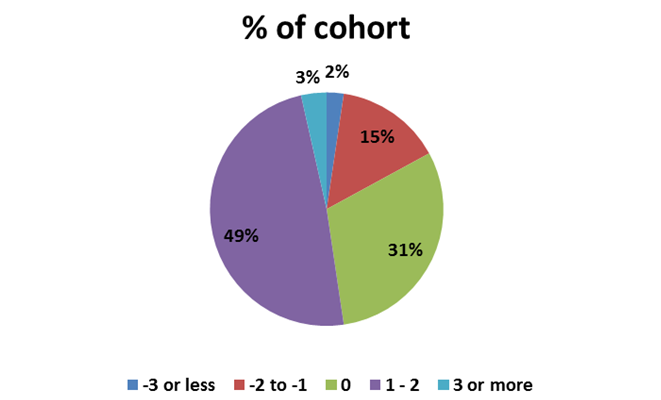 % of cohort
3% 2%
15%
49%
31%
-3 or less -2 to -1 0 1 - 2 3 or more